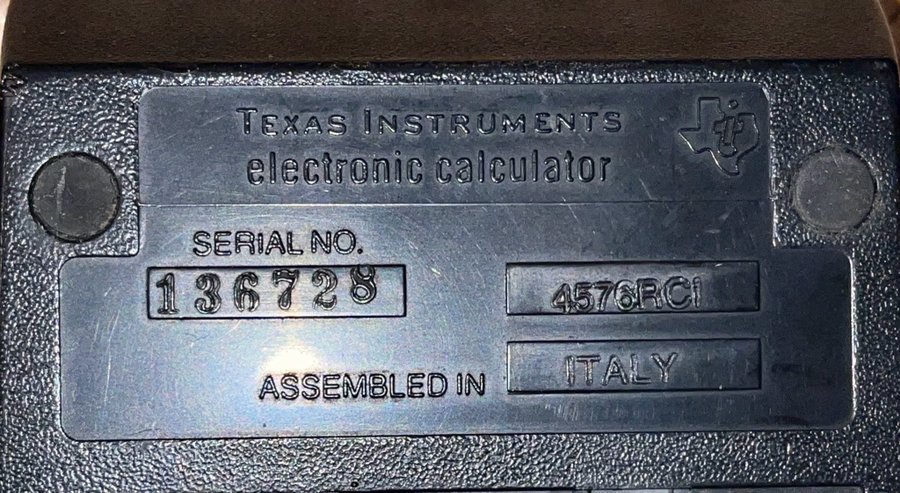 TEXAS INSTRUMENTS
electronic calculator
SERIAL NO.
136728
4576RCI
ASSEMBLED IN ITALY